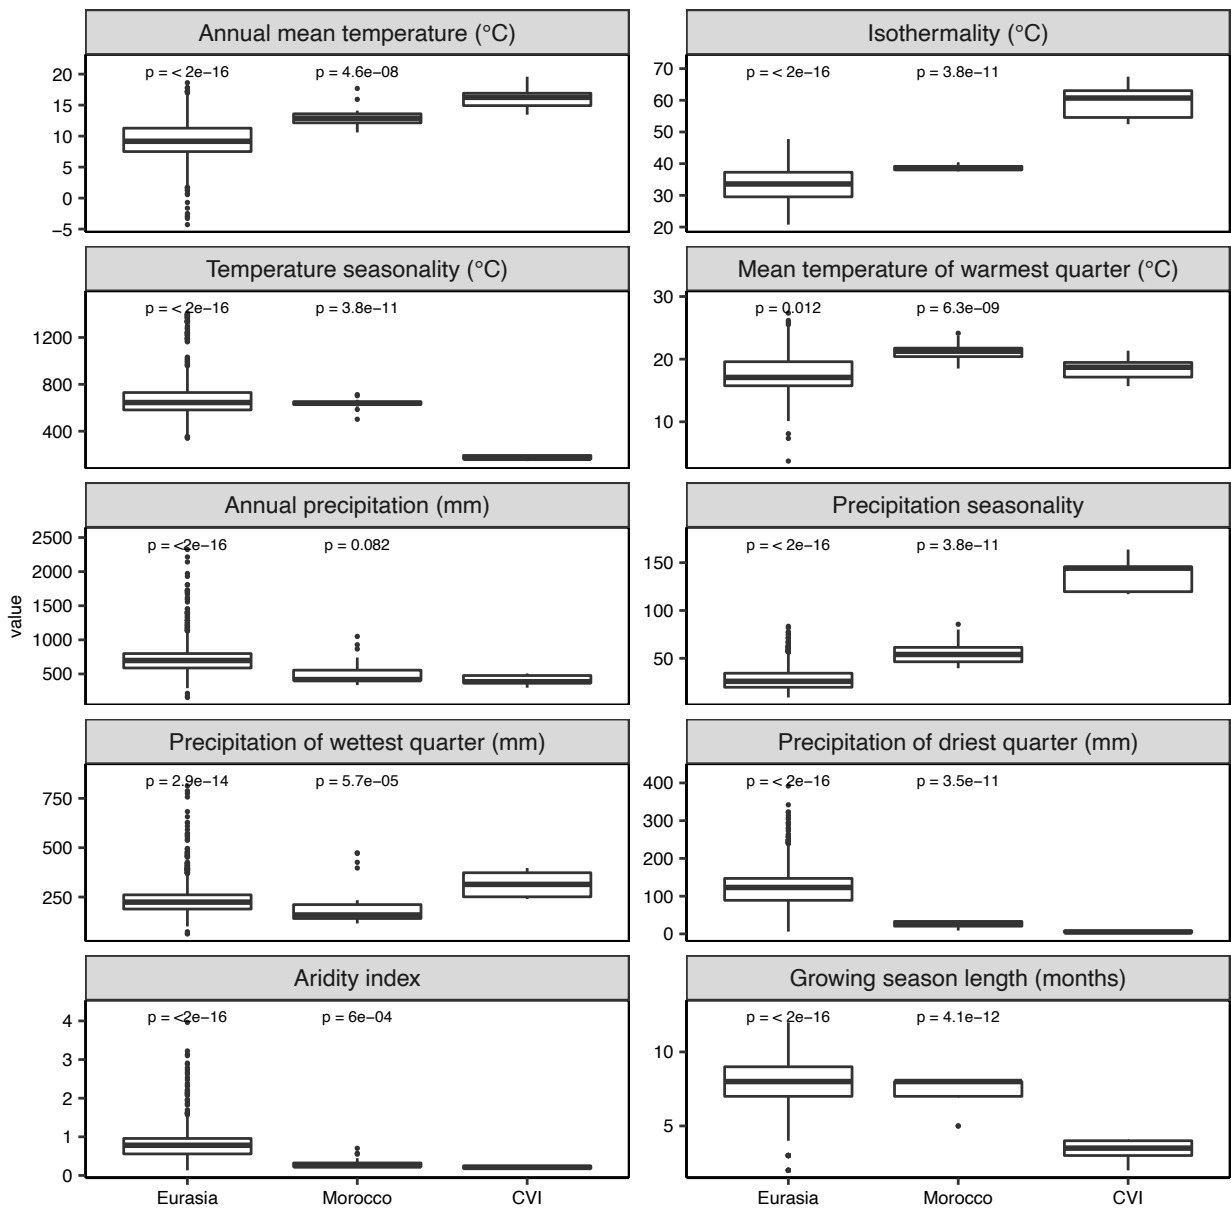 Annual mean temperature (°C)
Isothermality (°C)
p = < 2e−16
p = 4.6e−08
20
15
10
5
0
−5
p = < 2e−16
p = 3.8e−11
70
60
50
40
30
20
Temperature seasonality (°C)
Mean temperature of warmest quarter (°C)
p = < 2e−16
p = 3.8e−11
1200
800
400
p = 0.012
p = 6.3e−09
30
20
10
Annual precipitation (mm)
Precipitation seasonality
value
p = < 2e−16
p = 0.082
2500
2000
1500
1000
500
p = < 2e−16
p = 3.8e−11
150
100
50
Precipitation of wettest quarter (mm)
Precipitation of driest quarter (mm)
p = 2.9e−14
p = 5.7e−05
750
500
250
p = < 2e−16
p = 3.5e−11
400
300
200
100
0
Aridity index
Growing season length (months)
p = < 2e−16
p = 6e−04
4
3
2
1
0
p = < 2e−16
p = 4.1e−12
10
5
Eurasia
Morocco
CVI
Eurasia
Morocco
CVI